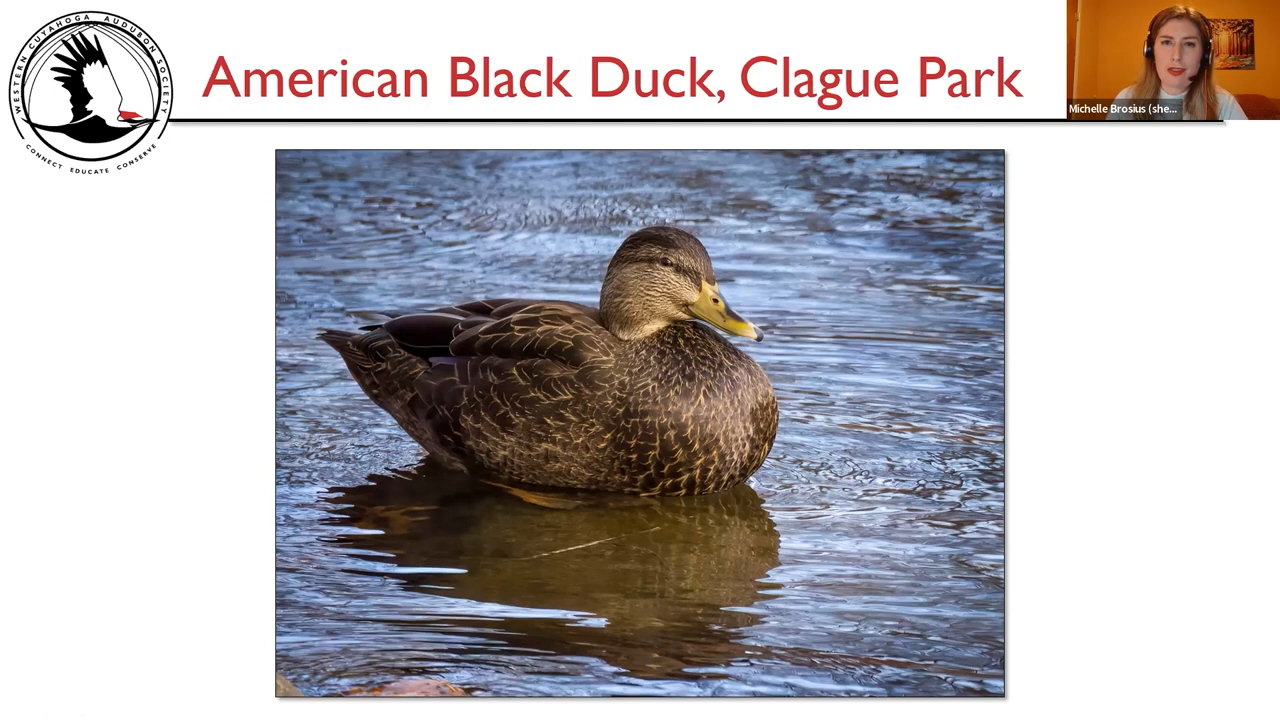 WESTERN CUYAHOGA AUDUBON SOCIETY
CONNECT EDUCATE CONSERVE
American Black Duck, Clague Park
Michelle Brosius (she...